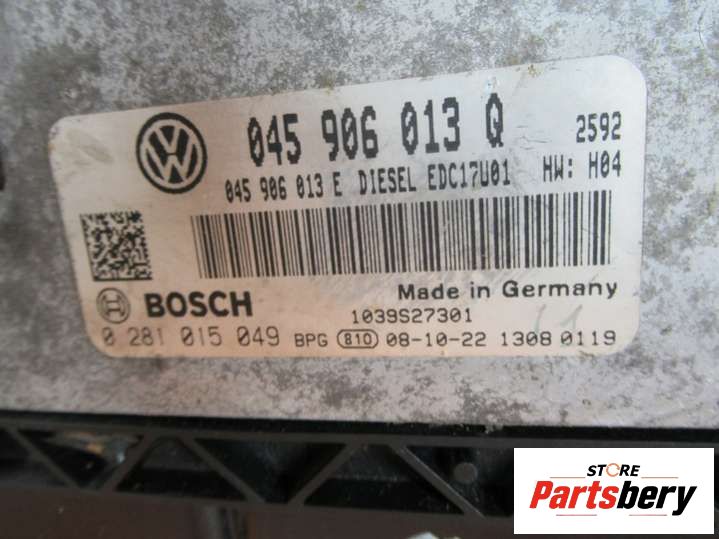 045 906 013 Q 2592
045 906 013 E DIESEL EDC17U01 HW: H04
BOSCH Made in Germany
1039S27301
0 281 015 049 BPG 810 08-10-22 1308 0119
STORE
Partsbery